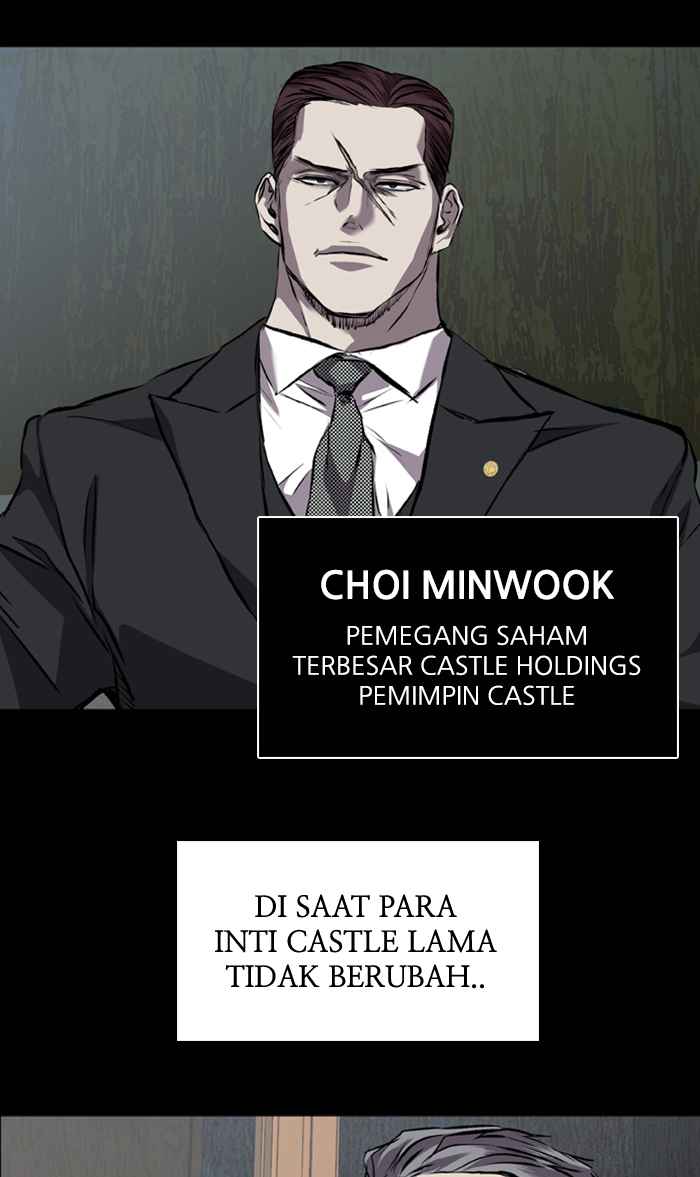 CHOI MINWOOK
PEMEGANG SAHAM
TERBESAR CASTLE HOLDINGS
PEMIMPIN CASTLE
DI SAAT PARA
INTI CASTLE LAMA
TIDAK BERUBAH..